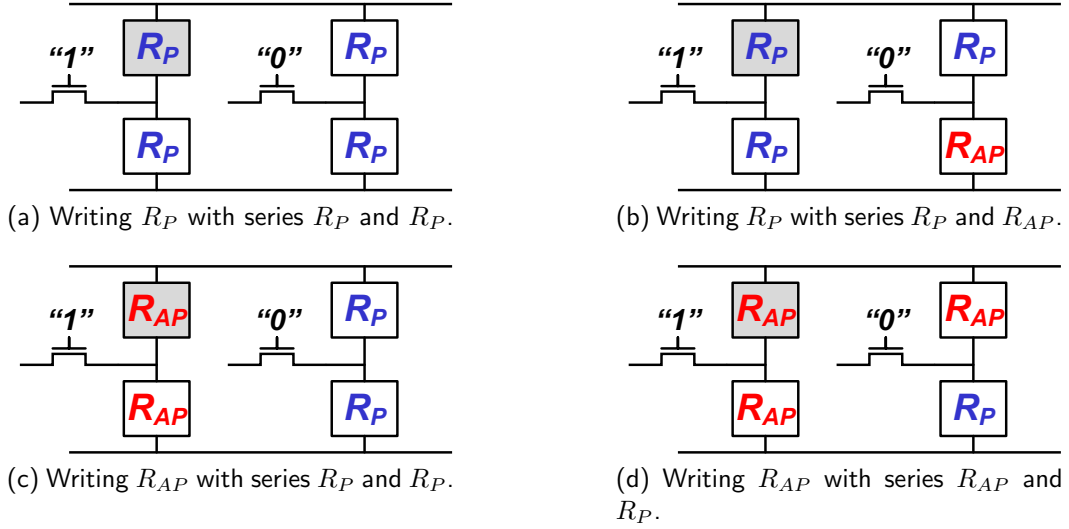 “1” R_P “0” R_P
R_P R_P
(a) Writing R_P with series R_P and R_P.
“1” R_P “0” R_P
R_P R_AP
(b) Writing R_P with series R_P and R_AP.
“1” R_AP “0” R_P
R_AP R_P
(c) Writing R_AP with series R_P and R_P.
“1” R_AP “0” R_AP
R_AP R_P
(d) Writing R_AP with series R_AP and
R_P.